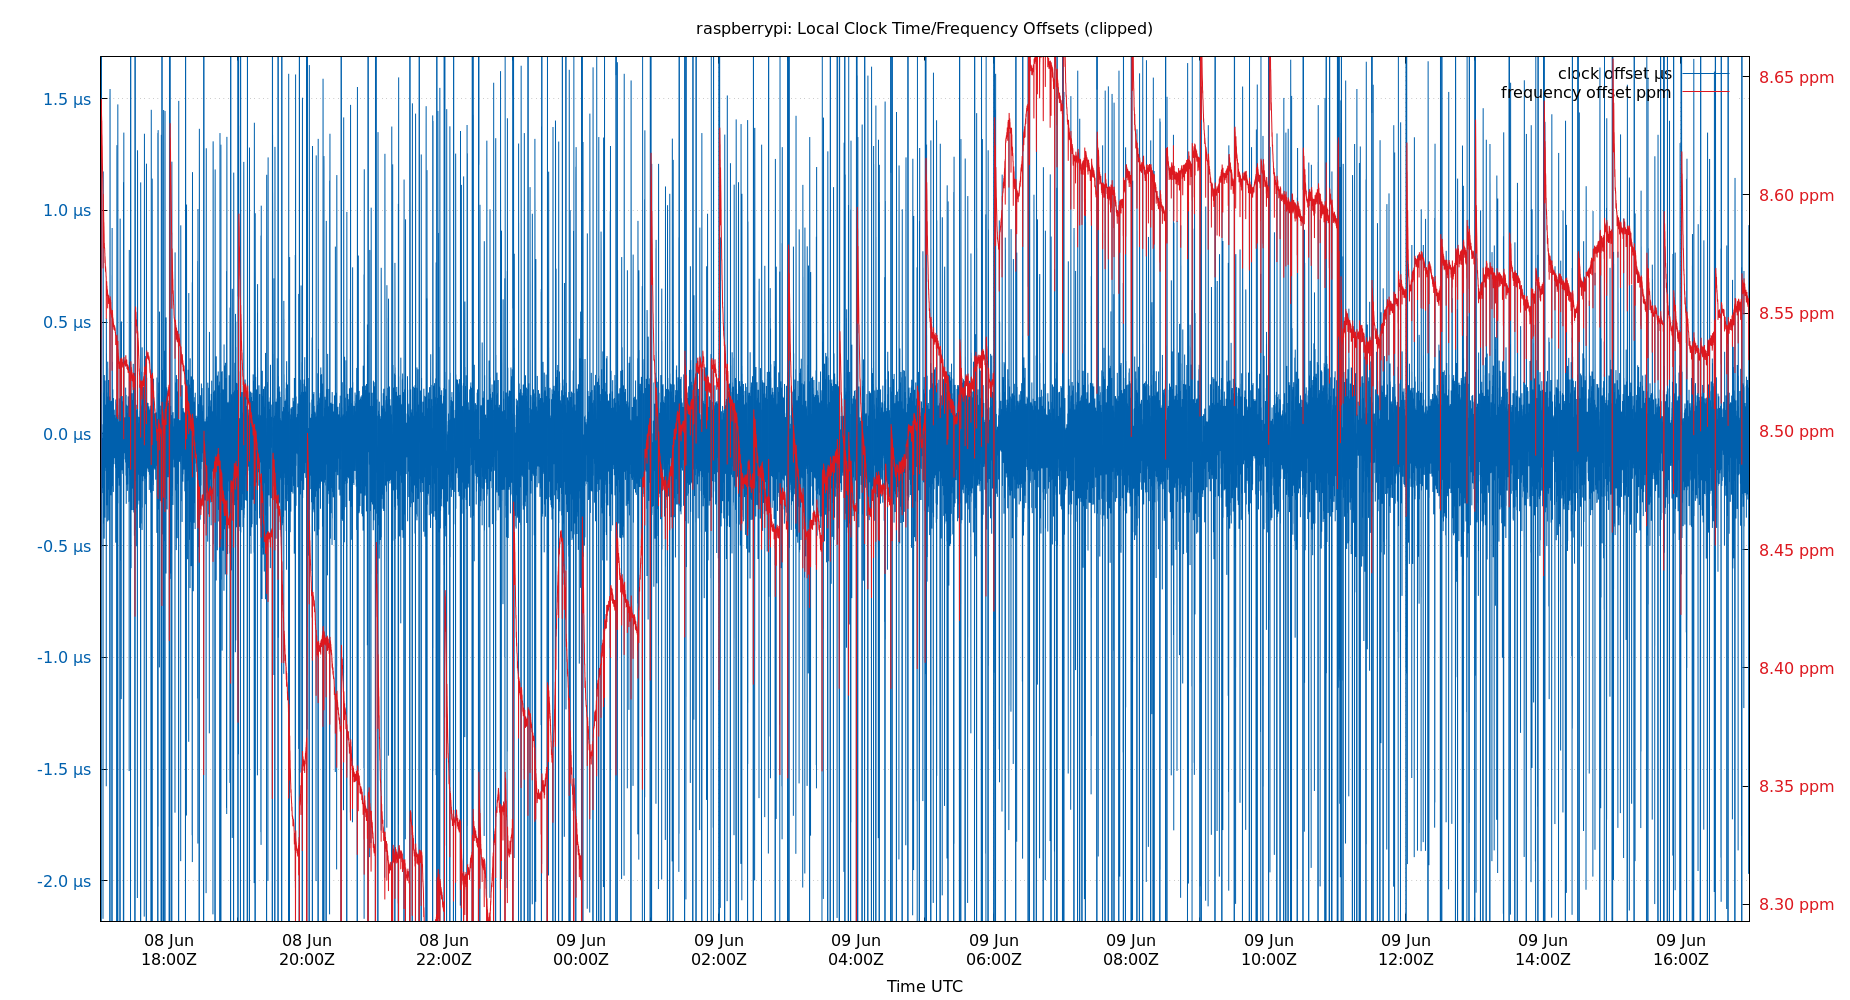 raspberrypi: Local Clock Time/Frequency Offsets (clipped)
clock offset µs
frequency offset ppm
1.5 µs
1.0 µs
0.5 µs
0.0 µs
-0.5 µs
-1.0 µs
-1.5 µs
-2.0 µs
8.65 ppm
8.60 ppm
8.55 ppm
8.50 ppm
8.45 ppm
8.40 ppm
8.35 ppm
8.30 ppm
08 Jun 08 Jun 08 Jun 09 Jun 09 Jun 09 Jun 09 Jun 09 Jun 09 Jun 09 Jun 09 Jun 09 Jun
18:00Z 20:00Z 22:00Z 00:00Z 02:00Z 04:00Z 06:00Z 08:00Z 10:00Z 12:00Z 14:00Z 16:00Z
Time UTC